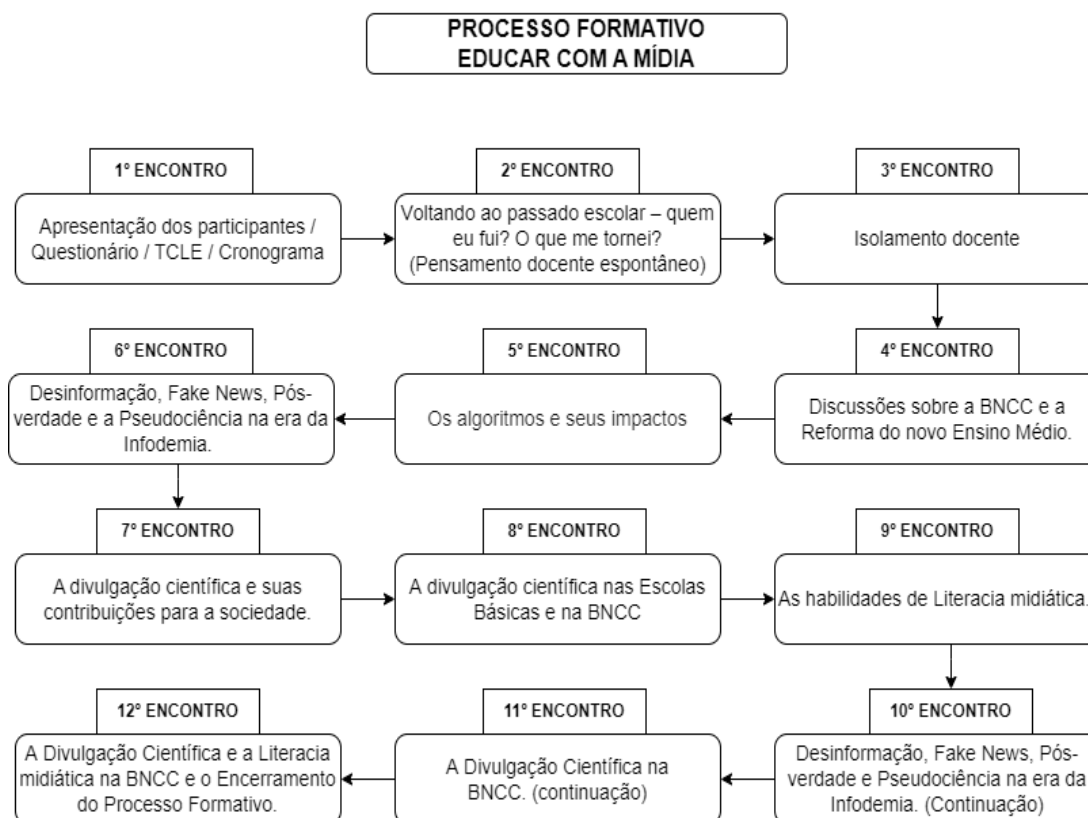 PROCESSO FORMATIVO
EDUCAR COM A MÍDIA
1º ENCONTRO
Apresentação dos participantes /
Questionário / TCLE / Cronograma
2º ENCONTRO
Voltando ao passado escolar – quem
eu fui? O que me tornei?
(Pensamento docente espontâneo)
3º ENCONTRO
Isolamento docente
4º ENCONTRO
Discussões sobre a BNCC e a
Reforma do novo Ensino Médio.
5º ENCONTRO
Os algoritmos e seus impactos
6º ENCONTRO
Desinformação, Fake News, Pós-
verdade e a Pseudociência na era da
Infodemia.
7º ENCONTRO
A divulgação científica e suas
contribuições para a sociedade.
8º ENCONTRO
A divulgação científica nas Escolas
Básicas e na BNCC
9º ENCONTRO
As habilidades de Literacia midiática.
10º ENCONTRO
Desinformação, Fake News, Pós-
verdade e Pseudociência na era da
Infodemia. (Continuação)
11º ENCONTRO
A Divulgação Científica na
BNCC. (continuação)
12º ENCONTRO
A Divulgação Científica e a Literacia
midiática na BNCC e o Encerramento
do Processo Formativo.